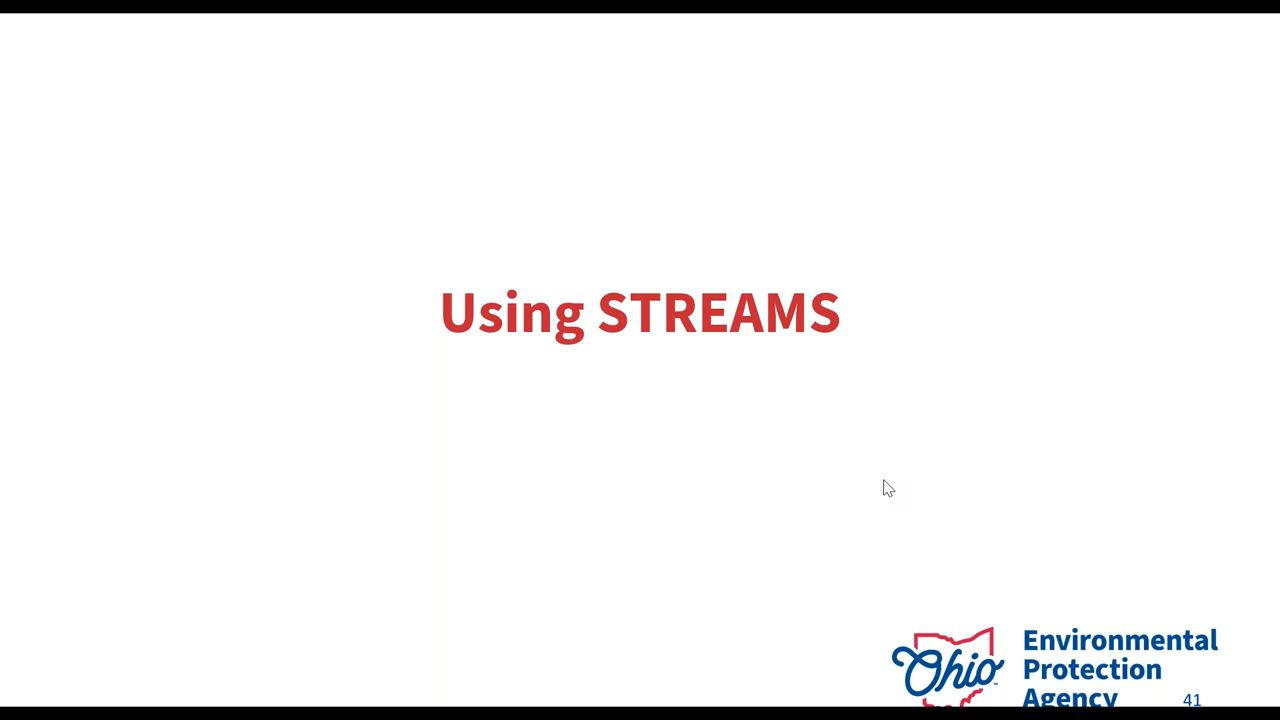 Using STREAMS
Ohio
Environmental
Protection
Agency
41